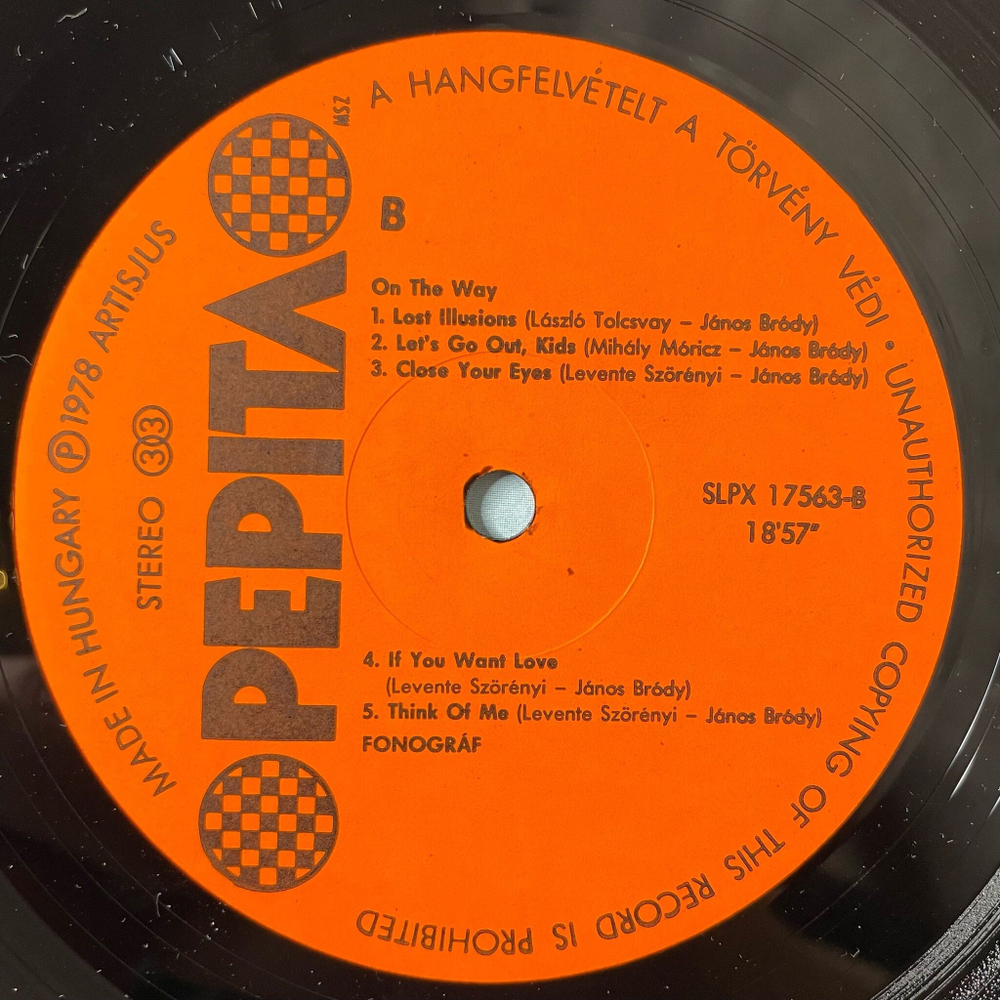 A HANGFELVÉTELT A TÖRVÉNY VÉDI • UNAUTHORIZED COPYING OF THIS RECORD IS PROHIBITED
MADE IN HUNGARY Ⓟ 1978 ARTISJUS
STEREO 33
PEPITA
MSZ
B
On The Way
1. Lost Illusions (László Tolcsvay – János Bródy)
2. Let's Go Out, Kids (Mihály Móricz – János Bródy)
3. Close Your Eyes (Levente Szörényi – János Bródy)
SLPX 17563-B
18'57"
4. If You Want Love
(Levente Szörényi – János Bródy)
5. Think Of Me (Levente Szörényi – János Bródy)
FONOGRÁF